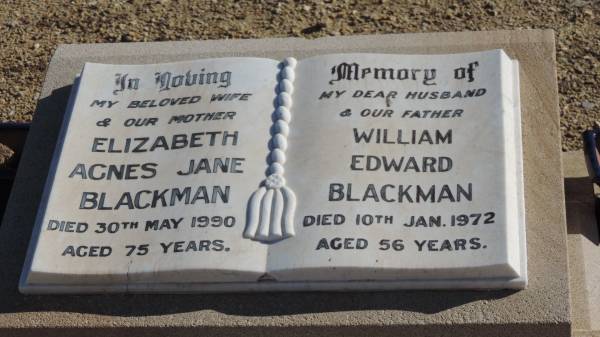 In Loving
MY BELOVED WIFE
& OUR MOTHER
ELIZABETH
AGNES JANE
BLACKMAN
DIED 30TH MAY 1990
AGED 75 YEARS.
Memory of
MY DEAR HUSBAND
& OUR FATHER
WILLIAM
EDWARD
BLACKMAN
DIED 10TH JAN. 1972
AGED 56 YEARS.